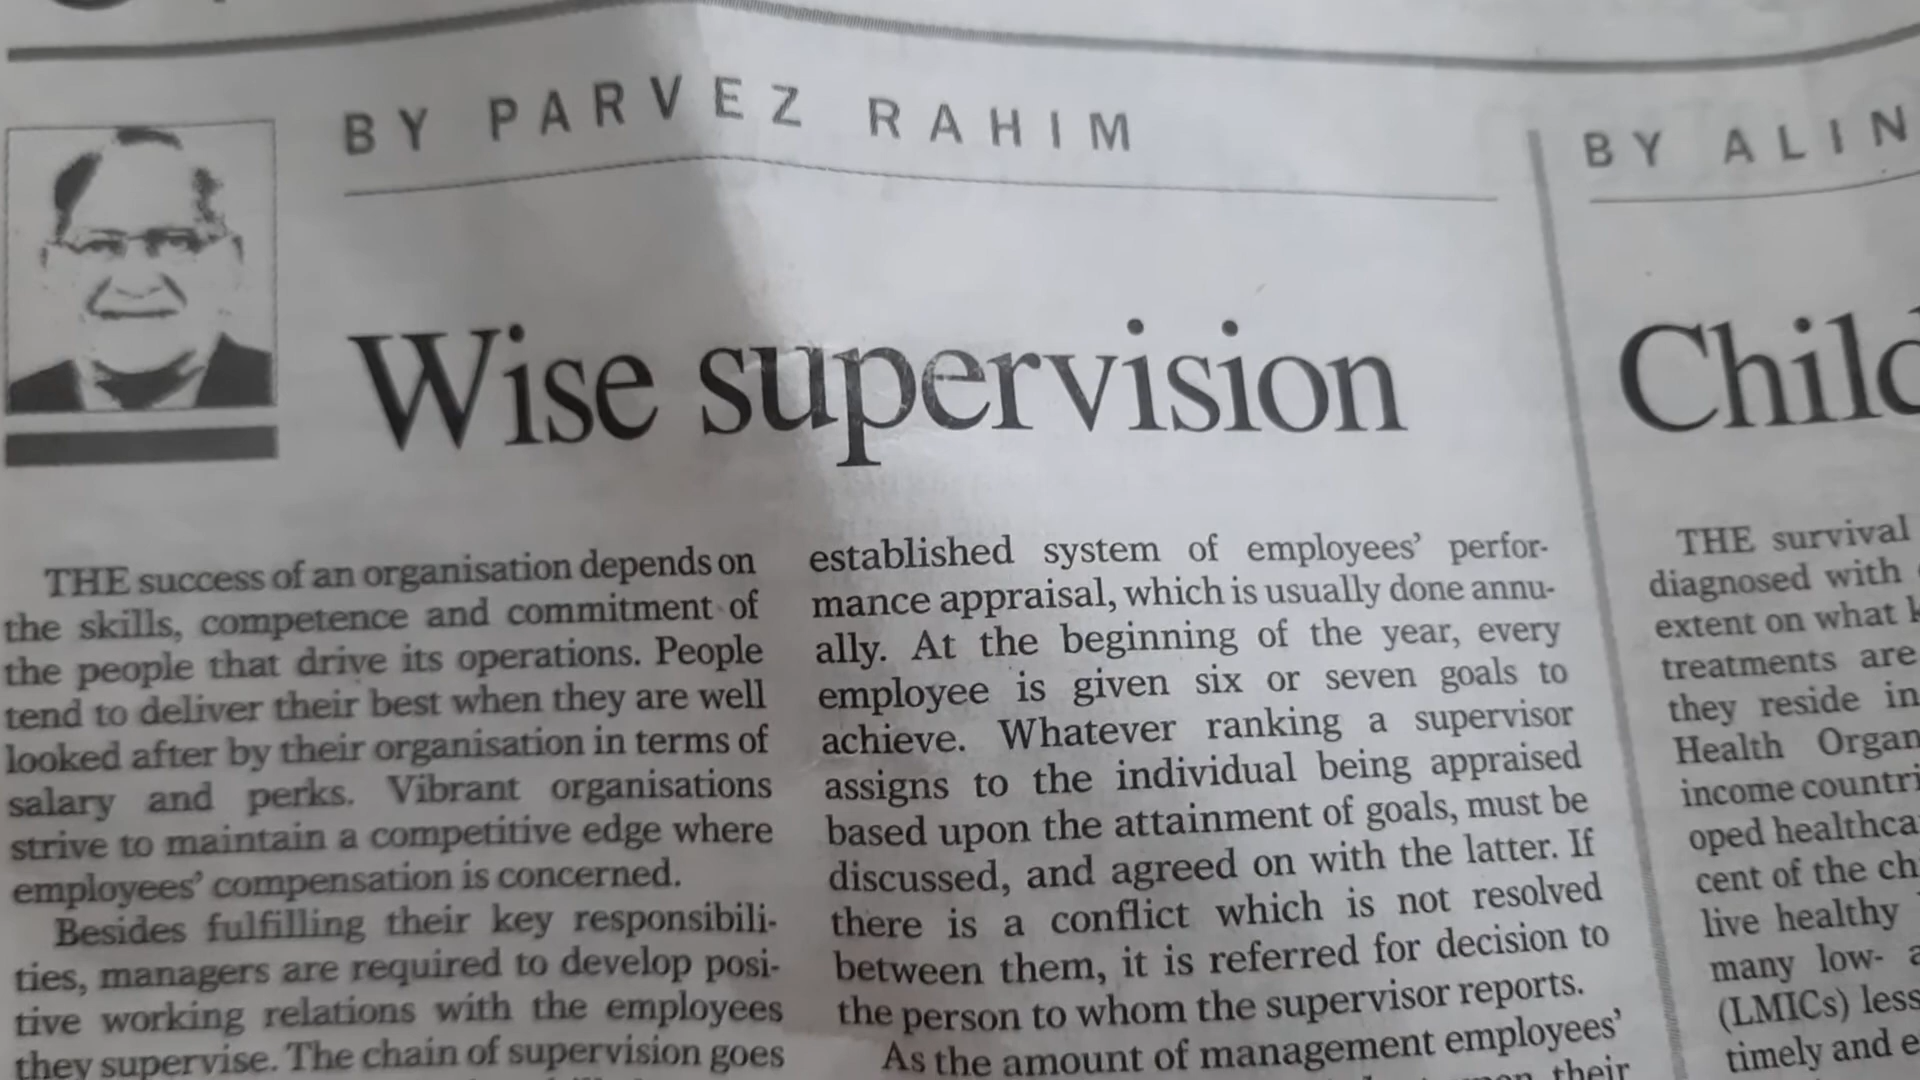 BY PARVEZ RAHIM
Wise supervision
THE success of an organisation depends on
the skills, competence and commitment of
the people that drive its operations. People
tend to deliver their best when they are well
looked after by their organisation in terms of
salary and perks. Vibrant organisations
strive to maintain a competitive edge where
employees' compensation is concerned.
Besides fulfilling their key responsibili-
ties, managers are required to develop posi-
tive working relations with the employees
they supervise. The chain of supervision goes
established system of employees' perfor-
mance appraisal, which is usually done annu-
ally. At the beginning of the year, every
employee is given six or seven goals to
achieve. Whatever ranking a supervisor
assigns to the individual being appraised
based upon the attainment of goals, must be
discussed, and agreed on with the latter. If
there is a conflict which is not resolved
between them, it is referred for decision to
the person to whom the supervisor reports.
As the amount of management employees'
their
BY ALIN
Child
THE survival
diagnosed with
extent on what
treatments are
they reside in
Health Organ
income countri
oped healthca
cent of the ch
live healthy
many low-
(LMICs) less
timely and e